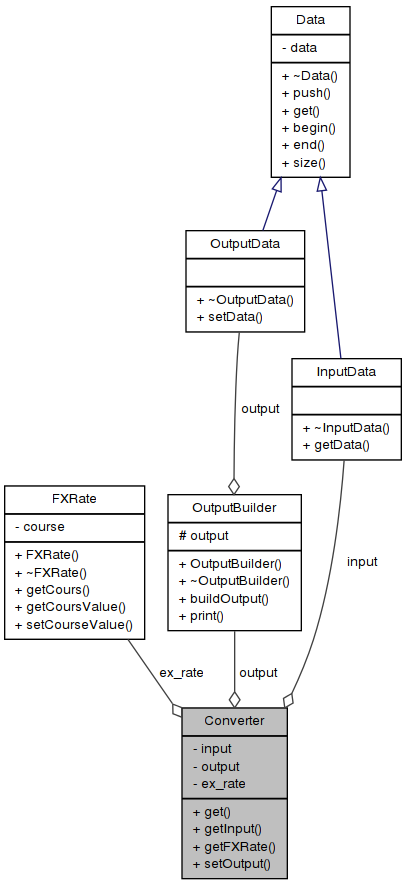 Data
- data
+ ~Data()
+ push()
+ get()
+ begin()
+ end()
+ size()
OutputData
+ ~OutputData()
+ setData()
InputData
+ ~InputData()
+ getData()
output
FXRate
- course
+ FXRate()
+ ~FXRate()
+ getCours()
+ getCoursValue()
+ setCourseValue()
OutputBuilder
# output
+ OutputBuilder()
+ ~OutputBuilder()
+ buildOutput()
+ print()
input
ex_rate
output
Converter
- input
- output
- ex_rate
+ get()
+ getInput()
+ getFXRate()
+ setOutput()